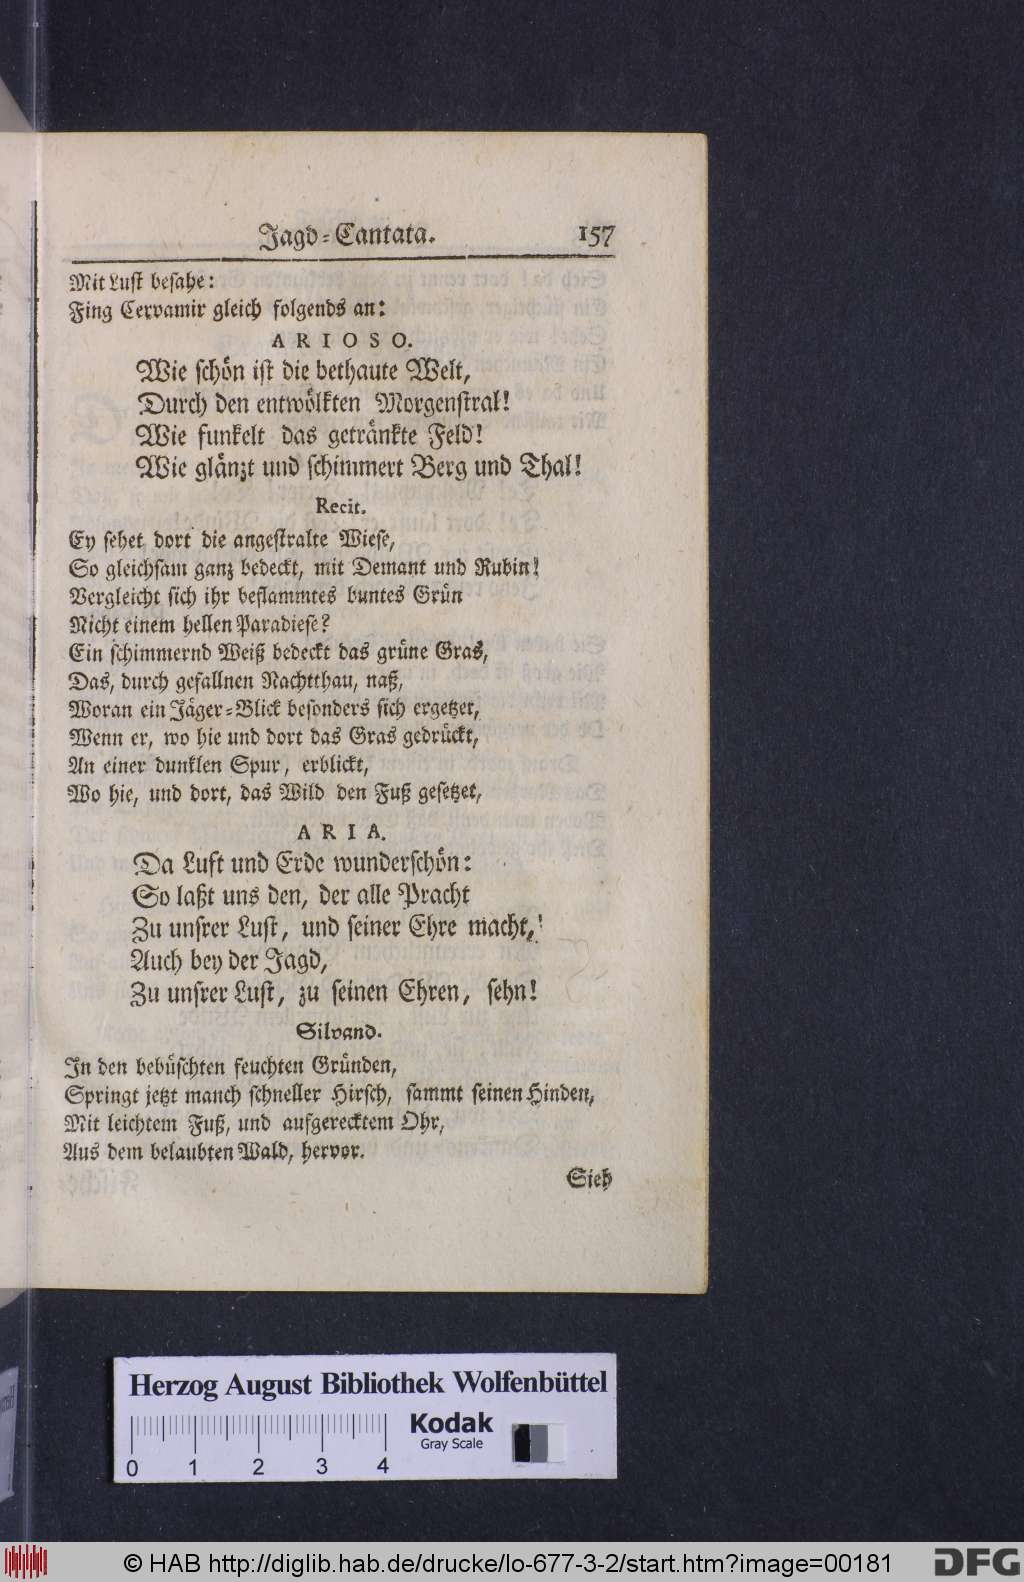 Jagd-Cantata. 157
Mit Lust besahe:
Fing Cervamir gleich folgends an:
ARIOSO.
Wie schön ist die bethaute Welt,
Durch den entwölkten Morgenstral!
Wie funkelt das getränkte Feld!
Wie glänzt und schimmert Berg und Thal!
Recit.
Ey sehet dort die angestralte Wiese,
So gleichsam ganz bedeckt, mit Demant und Rubin!
Vergleicht sich ihr beflammtes buntes Grün
Nicht einem hellen Paradiese?
Ein schimmernd Weiß bedeckt das grüne Gras,
Das, durch gefallnen Nachtthau, naß,
Woran ein Jäger-Blick besonders sich ergetzet,
Wenn er, wo hie und dort das Gras gedrückt,
An einer dunklen Spur, erblickt,
Wo hie, und dort, das Wild den Fuß gesetzet,
ARIA.
Da Luft und Erde wunderschön:
So laßt uns den, der alle Pracht
Zu unsrer Lust, und seiner Ehre macht,
Auch bey der Jagd,
Zu unsrer Lust, zu seinen Ehren, sehn!
Silvand.
In den bebüschten feuchten Gründen,
Springt jetzt manch schneller Hirsch, sammt seinen Hinden,
Mit leichtem Fuß, und aufgerecktem Ohr,
Aus dem belaubten Wald, hervor.
Sieh
Herzog August Bibliothek Wolfenbüttel
Kodak
Gray Scale
0 1 2 3 4
© HAB http://diglib.hab.de/drucke/lo-677-3-2/start.htm?image=00181
DFG